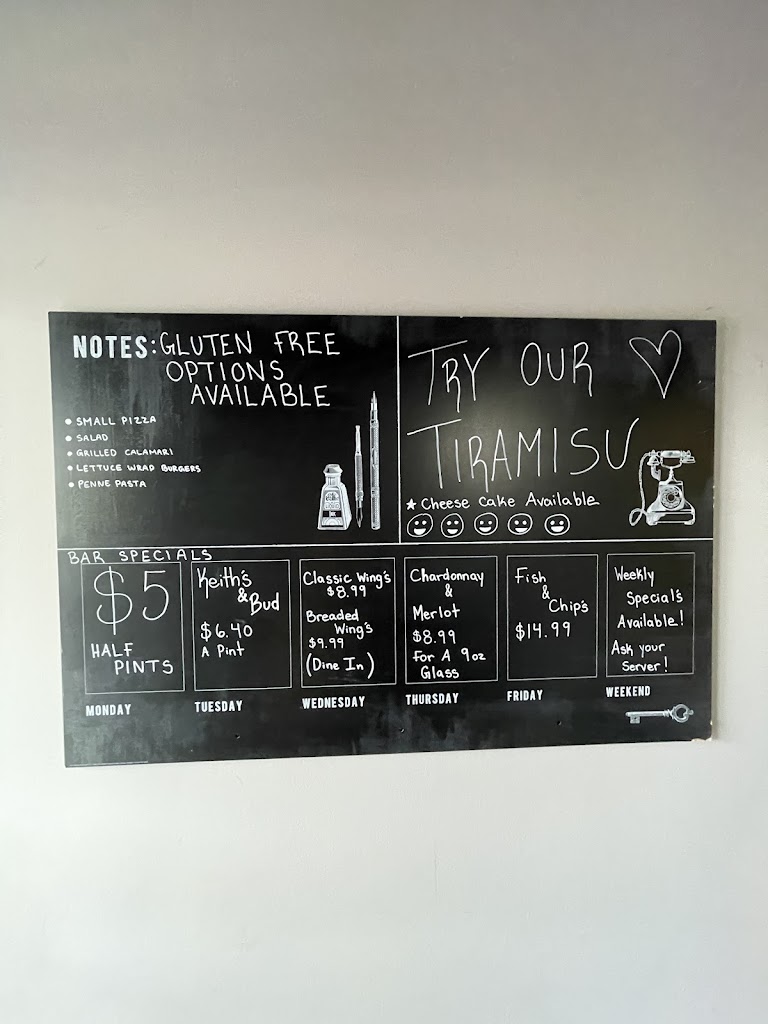 NOTES: GLUTEN FREE
OPTIONS
AVAILABLE
• SMALL PIZZA
• SALAD
• GRILLED CALAMARI
• LETTUCE WRAP BURGERS
• PENNE PASTA
TRY OUR
TIRAMISU
★ Cheese Cake Available
BAR SPECIALS
$5
HALF
PINTS
MONDAY
Keith's
& Bud
$6.40
A Pint
TUESDAY
Classic Wing's
$8.99
Breaded
Wing's
$9.99
(Dine In)
WEDNESDAY
Chardonnay
&
Merlot
$8.99
For A 9oz
Glass
THURSDAY
Fish
&
Chip's
$14.99
FRIDAY
Weekly
Special's
Available!
Ask your
Server!
WEEKEND